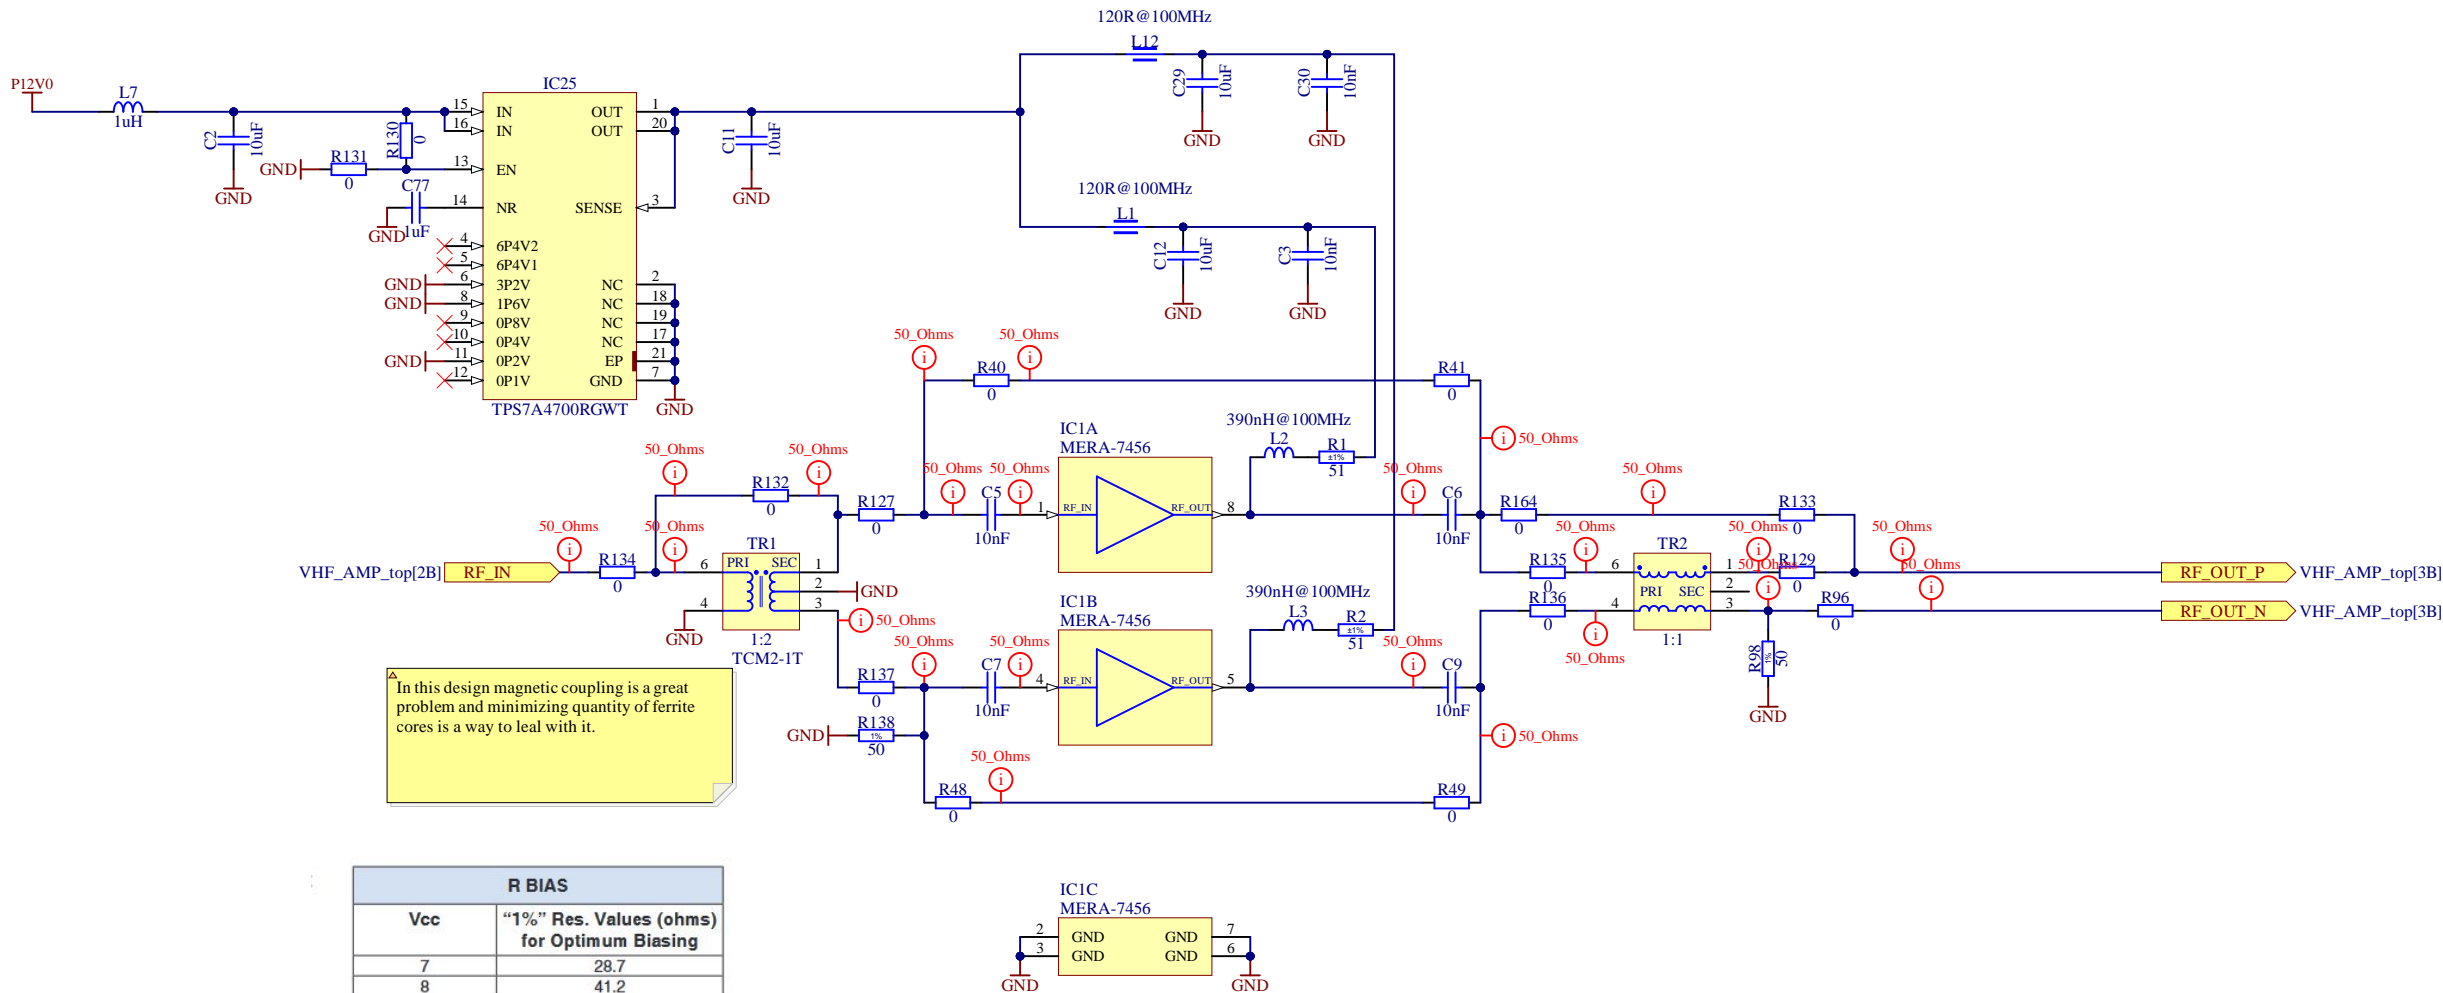 120R@100MHz
L12
C29
10uF
C30
10nF
GND
GND
P12V0
L7
1uH
C2
10uF
GND
R130
0
GND
R131
0
C77
1uF
GND
IC25
15
IN
16
IN
13
EN
14
NR
4
6P4V2
5
6P4V1
GND
6
3P2V
GND
8
1P6V
9
0P8V
10
0P4V
GND
11
0P2V
12
0P1V
OUT
1
OUT
20
SENSE
3
NC
2
NC
18
NC
19
NC
17
EP
21
GND
7
TPS7A4700RGWT
GND
C11
10uF
GND
120R@100MHz
L1
C12
10uF
C3
10nF
GND
GND
50_Ohms
50_Ohms
R40
0
R41
0
50_Ohms
IC1A
MERA-7456
390nH@100MHz
L2
R1
±1%
51
50_Ohms
50_Ohms
R132
0
R127
0
50_Ohms
50_Ohms
C5
10nF
1
RF_IN
RF_OUT
8
50_Ohms
C6
10nF
R164
0
50_Ohms
R133
0
VHF_AMP_top[2B]
RF_IN
50_Ohms
R134
0
50_Ohms
TR1
PRI
SEC
6
4
1
2
3
GND
GND
1:2
TCM2-1T
50_Ohms
R135
0
50_Ohms
TR2
PRI
SEC
6
4
1
2
3
1:1
50_Ohms
R129
0
50_Ohms
50_Ohms
RF_OUT_P
VHF_AMP_top[3B]
R136
0
50_Ohms
R96
0
50_Ohms
RF_OUT_N
VHF_AMP_top[3B]
R98
1%
50
GND
IC1B
MERA-7456
390nH@100MHz
L3
R2
±1%
51
50_Ohms
R137
0
50_Ohms
C7
10nF
4
RF_IN
RF_OUT
5
50_Ohms
C9
10nF
GND
R138
1%
50
50_Ohms
50_Ohms
R48
0
R49
0
In this design magnetic coupling is a great
problem and minimizing quantity of ferrite
cores is a way to leal with it.
R BIAS
Vcc
“1%” Res. Values (ohms)
for Optimum Biasing
7
28.7
8
41.2
IC1C
MERA-7456
2
GND
GND
7
3
GND
GND
6
GND
GND